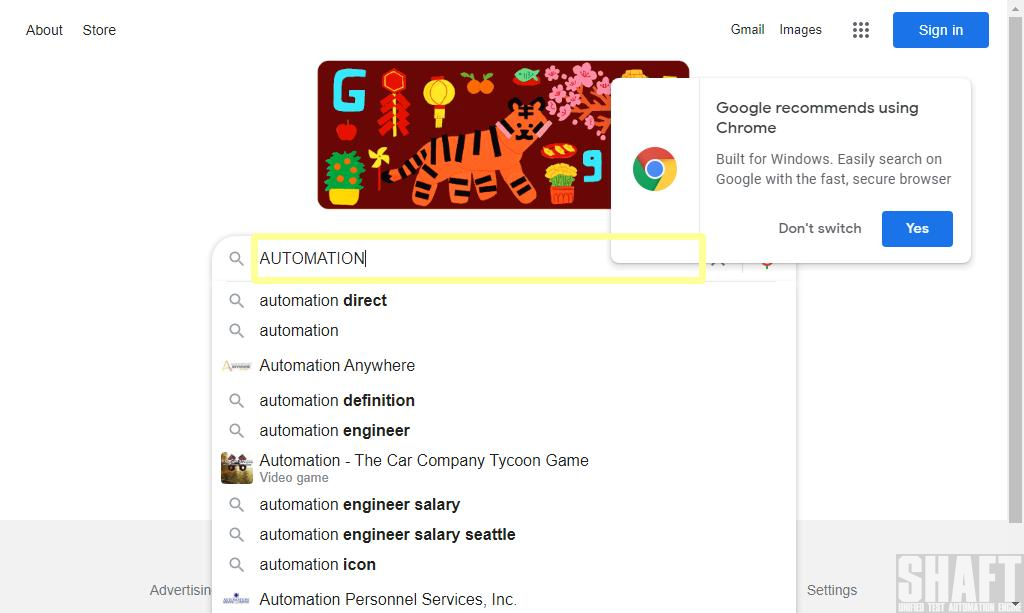 About
Store
Gmail
Images
Sign in
G
g
Google recommends using
Chrome
Built for Windows. Easily search on
Google with the fast, secure browser
Don't switch
Yes
AUTOMATION
automation direct
automation
Automation Anywhere
automation definition
automation engineer
Automation - The Car Company Tycoon Game
Video game
automation engineer salary
automation engineer salary seattle
automation icon
Automation Personnel Services, Inc.
Advertisin
Settings
SHAFT
UNIFIED TEST AUTOMATION ENG